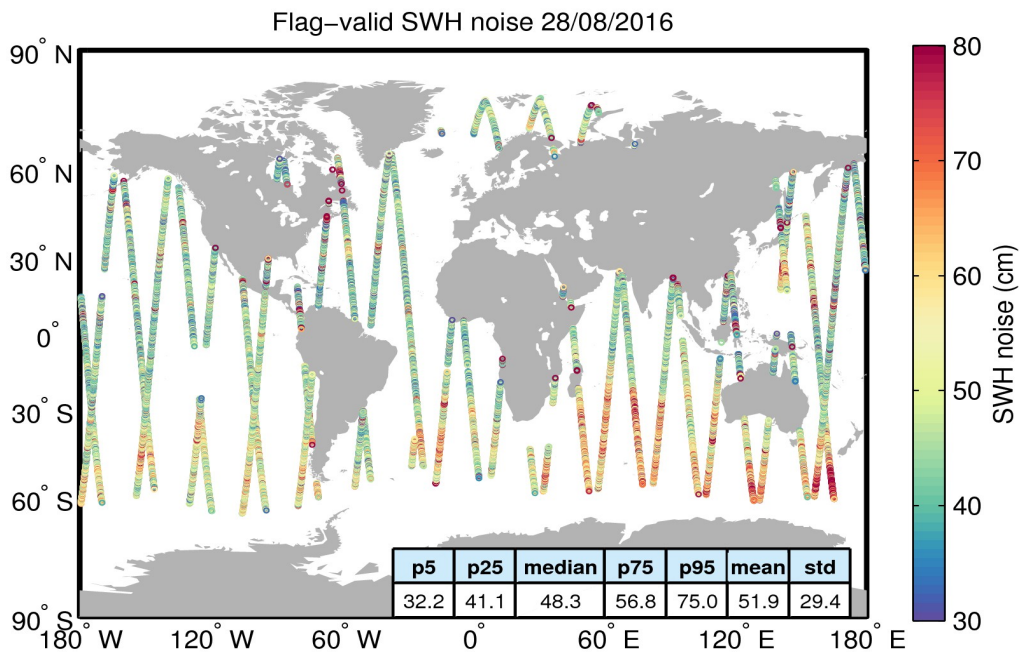 Flag−valid SWH noise 28/08/2016
90° N
60° N
30° N
0°
30° S
60° S
90° S
180° W
120° W
60° W
0°
60° E
120° E
180° E
80
70
60
50
40
30
SWH noise (cm)
p5 p25 median p75 p95 mean std
32.2 41.1 48.3 56.8 75.0 51.9 29.4